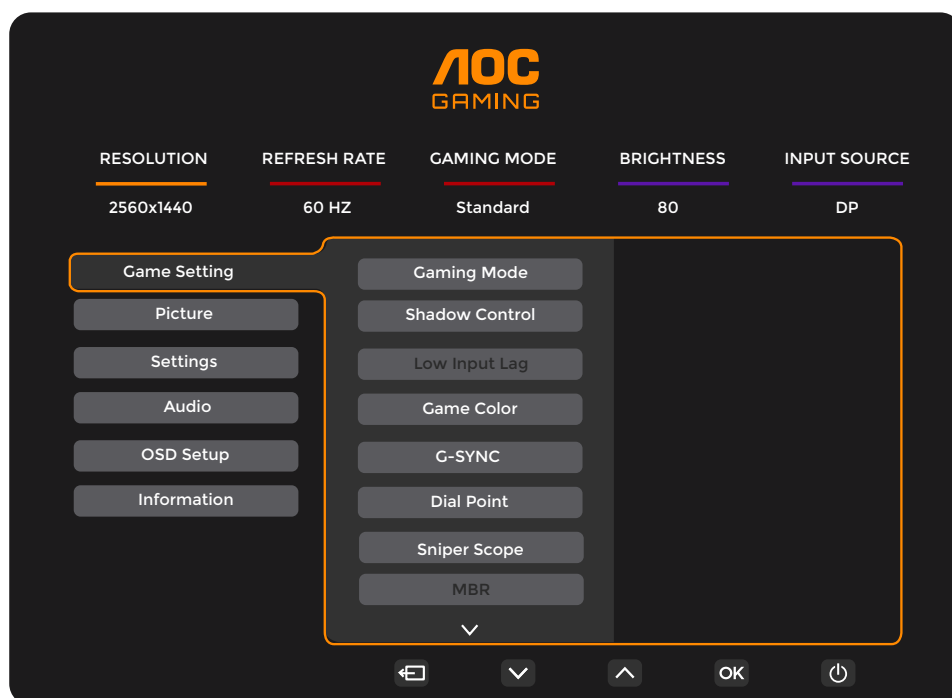 AOC
GAMING
RESOLUTION REFRESH RATE GAMING MODE BRIGHTNESS INPUT SOURCE
2560x1440 60 HZ Standard 80 DP
Game Setting
Picture
Settings
Audio
OSD Setup
Information
Gaming Mode
Shadow Control
Low Input Lag
Game Color
G-SYNC
Dial Point
Sniper Scope
MBR
OK